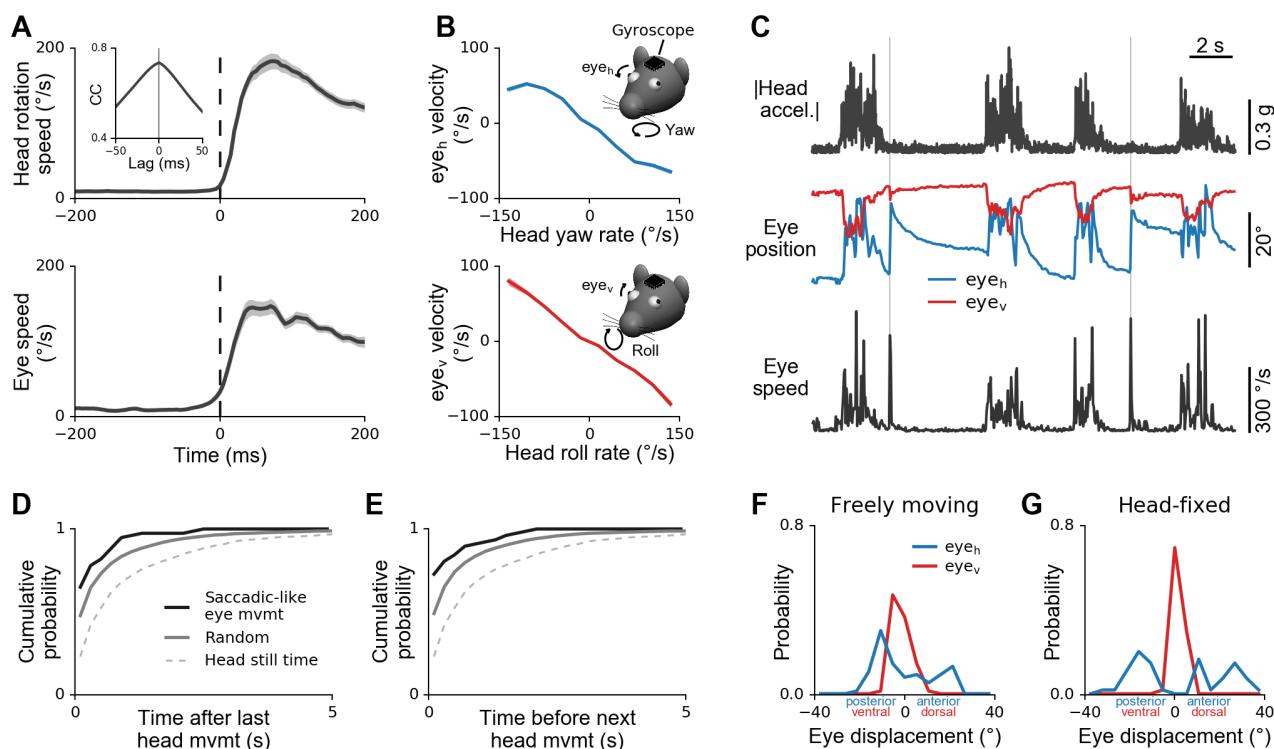 A
200
Head rotation
speed (°/s)
0
−200
0
200
0.8
CC
0.4
−50
0
50
Lag (ms)
200
Eye speed
(°/s)
0
−200
0
200
Time (ms)
B
100
eyeh velocity
(°/s)
0
−100
−150
0
150
Head yaw rate (°/s)
Gyroscope
eyeh
Yaw
100
eyev velocity
(°/s)
0
−100
−150
0
150
Head roll rate (°/s)
eyev
Roll
C
2 s
|Head
accel.|
0.3 g
Eye
position
20°
eyeh
eyev
Eye
speed
300 °/s
D
1
Cumulative
probability
0
0
5
Time after last
head mvmt (s)
Saccadic-like
eye mvmt
Random
Head still time
E
1
Cumulative
probability
0
0
5
Time before next
head mvmt (s)
F
Freely moving
0.8
Probability
0.0
eyeh
eyev
posterior
anterior
ventral
dorsal
−40
0
40
Eye displacement (°)
G
Head-fixed
0.8
Probability
0.0
posterior
anterior
ventral
dorsal
−40
0
40
Eye displacement (°)